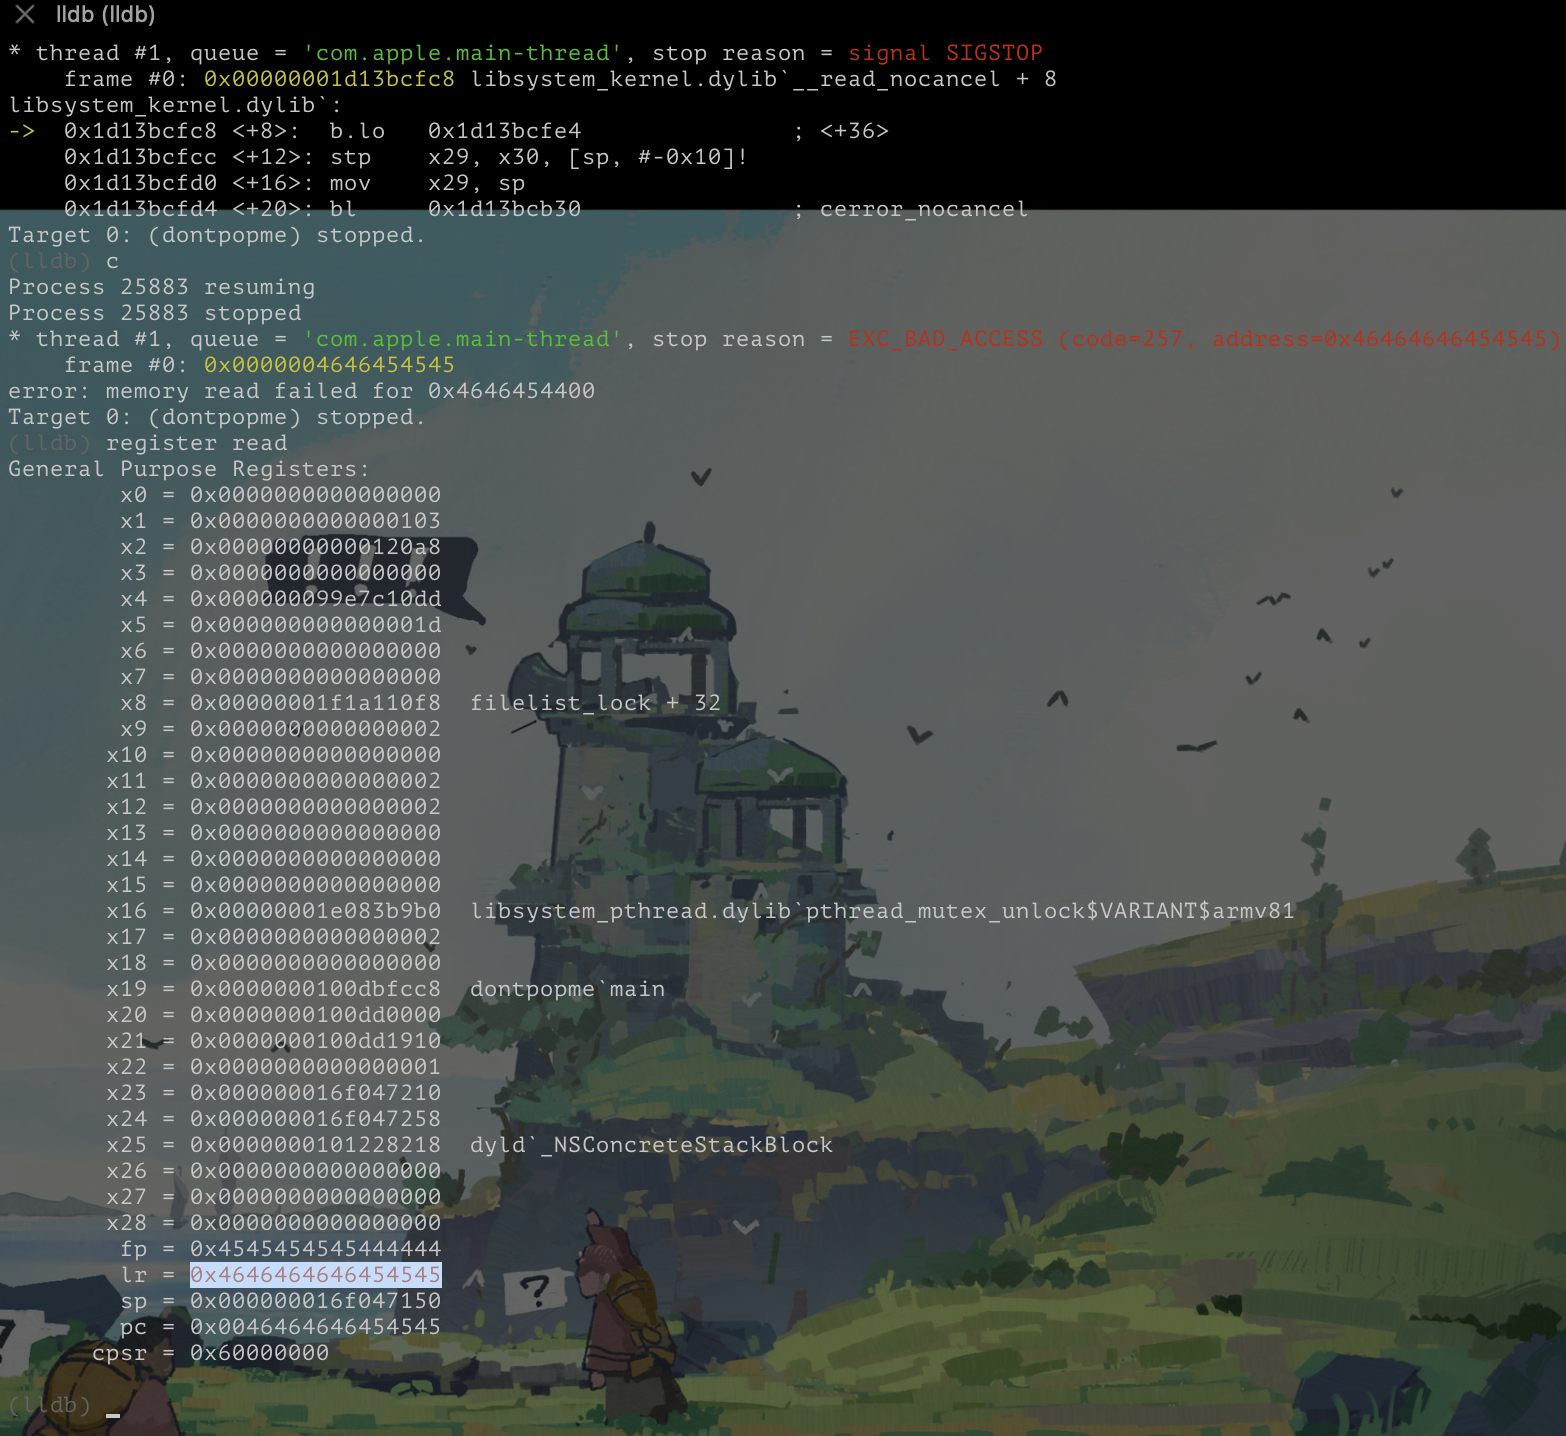 lldb (lldb)
* thread #1, queue = 'com.apple.main-thread', stop reason = signal SIGSTOP
    frame #0: 0x00000001d13bcfc8 libsystem_kernel.dylib`__read_nocancel + 8
libsystem_kernel.dylib`:
->  0x1d13bcfc8 <+8>:  b.lo   0x1d13bcfe4               ; <+36>
    0x1d13bcfcc <+12>: stp    x29, x30, [sp, #-0x10]!
    0x1d13bcfd0 <+16>: mov    x29, sp
    0x1d13bcfd4 <+20>: bl     0x1d13bcb30               ; cerror_nocancel
Target 0: (dontpopme) stopped.
(lldb) c
Process 25883 resuming
Process 25883 stopped
* thread #1, queue = 'com.apple.main-thread', stop reason = EXC_BAD_ACCESS (code=257, address=0x46464646454545)
    frame #0: 0x0000004646454545
error: memory read failed for 0x4646454400
Target 0: (dontpopme) stopped.
(lldb) register read
General Purpose Registers:
        x0 = 0x0000000000000000
        x1 = 0x0000000000000103
        x2 = 0x00000000000120a8
        x3 = 0x0000000000000000
        x4 = 0x000000099e7c10dd
        x5 = 0x000000000000001d
        x6 = 0x0000000000000000
        x7 = 0x0000000000000000
        x8 = 0x00000001f1a110f8  filelist_lock + 32
        x9 = 0x0000000000000002
       x10 = 0x0000000000000000
       x11 = 0x0000000000000002
       x12 = 0x0000000000000002
       x13 = 0x0000000000000000
       x14 = 0x0000000000000000
       x15 = 0x0000000000000000
       x16 = 0x00000001e083b9b0  libsystem_pthread.dylib`pthread_mutex_unlock$VARIANT$armv81
       x17 = 0x0000000000000002
       x18 = 0x0000000000000000
       x19 = 0x0000000100dbfcc8  dontpopme`main
       x20 = 0x0000000100dd0000
       x21 = 0x0000000100dd1910
       x22 = 0x0000000000000001
       x23 = 0x000000016f047210
       x24 = 0x000000016f047258
       x25 = 0x0000000101228218  dyld`_NSConcreteStackBlock
       x26 = 0x0000000000000000
       x27 = 0x0000000000000000
       x28 = 0x0000000000000000
        fp = 0x4545454545444444
        lr = 0x4646464646454545
        sp = 0x000000016f047150
        pc = 0x0046464646454545
      cpsr = 0x60000000
(lldb) _
!!!
?
?